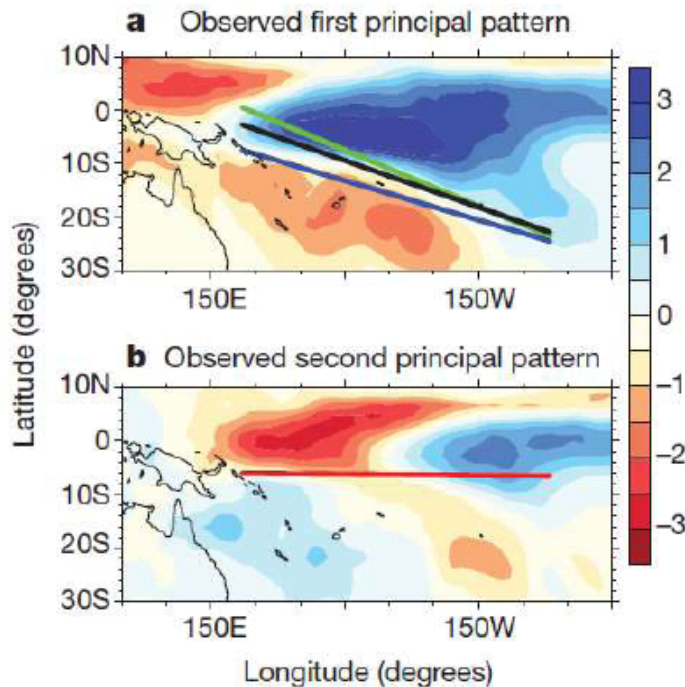 a Observed first principal pattern
10N
0
10S
20S
30S
150E
150W
b Observed second principal pattern
10N
0
10S
20S
30S
150E
150W
Longitude (degrees)
Latitude (degrees)
3
2
1
0
−1
−2
−3